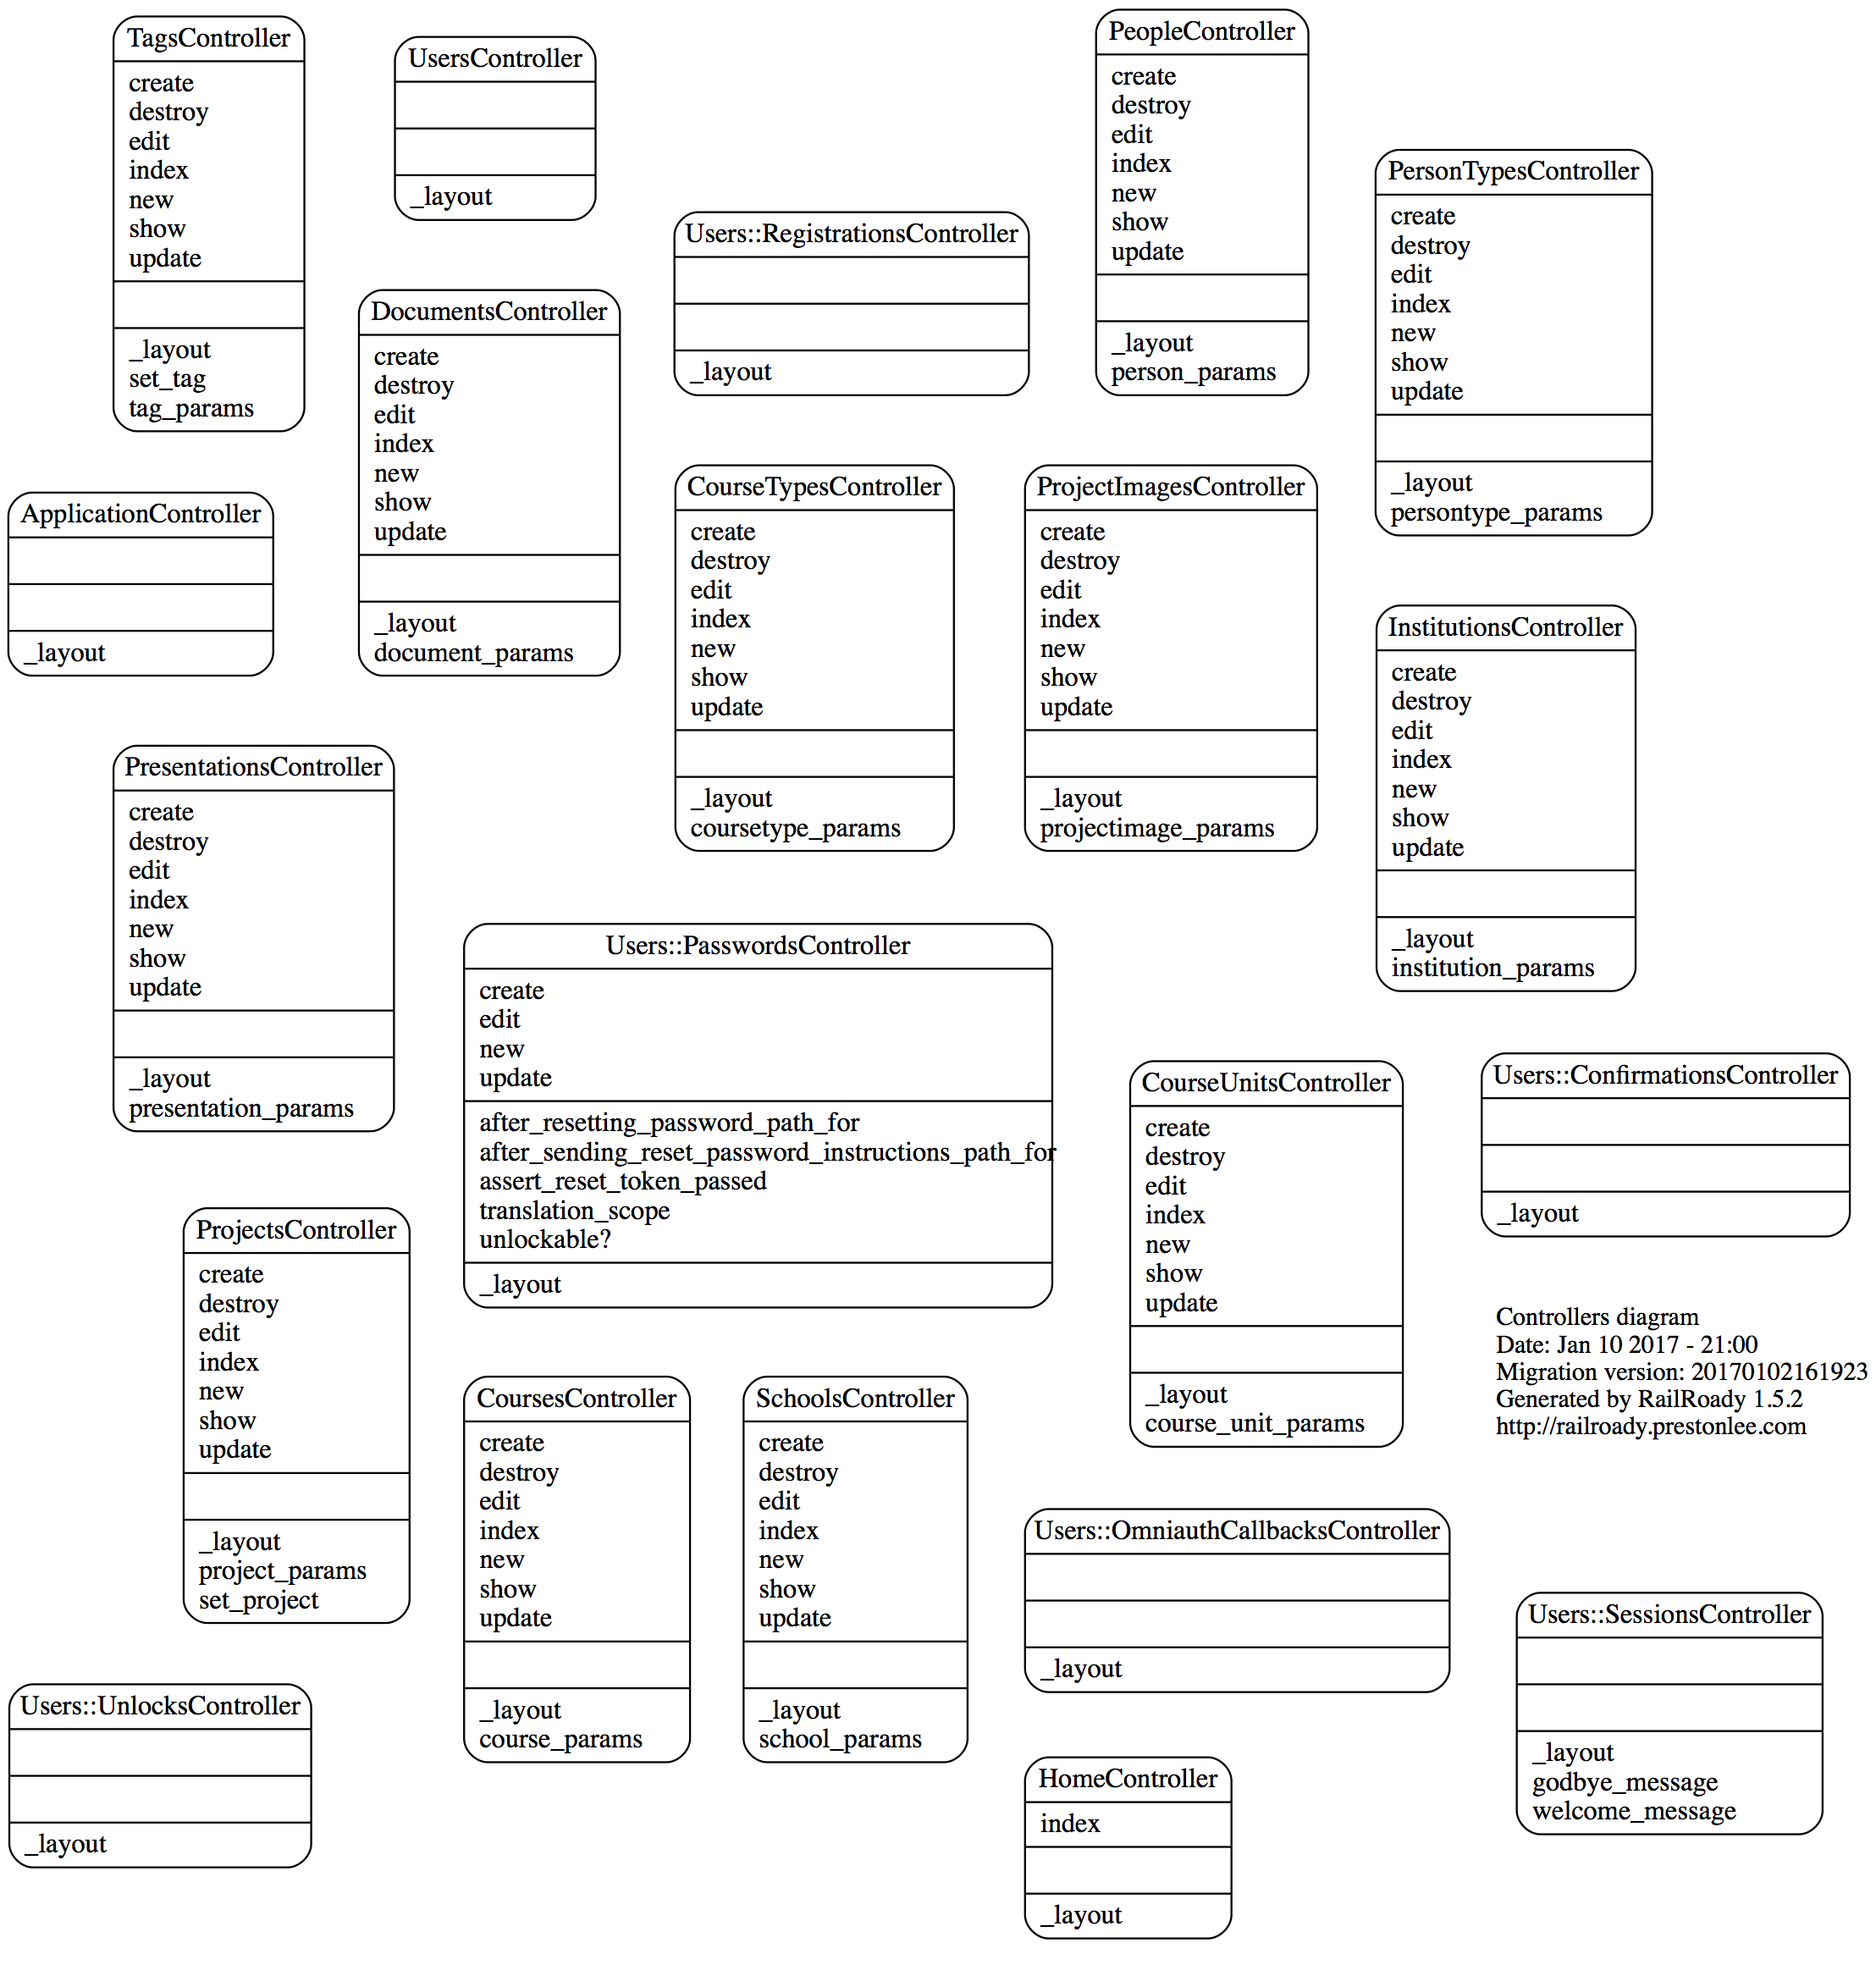 TagsController
create
destroy
edit
index
new
show
update
_layout
set_tag
tag_params
UsersController
_layout
PeopleController
create
destroy
edit
index
new
show
update
_layout
person_params
PersonTypesController
create
destroy
edit
index
new
show
update
_layout
persontype_params
Users::RegistrationsController
_layout
DocumentsController
create
destroy
edit
index
new
show
update
_layout
document_params
ApplicationController
_layout
CourseTypesController
create
destroy
edit
index
new
show
update
_layout
coursetype_params
ProjectImagesController
create
destroy
edit
index
new
show
update
_layout
projectimage_params
InstitutionsController
create
destroy
edit
index
new
show
update
_layout
institution_params
PresentationsController
create
destroy
edit
index
new
show
update
_layout
presentation_params
Users::PasswordsController
create
edit
new
update
after_resetting_password_path_for
after_sending_reset_password_instructions_path_for
assert_reset_token_passed
translation_scope
unlockable?
_layout
CourseUnitsController
create
destroy
edit
index
new
show
update
_layout
course_unit_params
Users::ConfirmationsController
_layout
ProjectsController
create
destroy
edit
index
new
show
update
_layout
project_params
set_project
Controllers diagram
Date: Jan 10 2017 - 21:00
Migration version: 20170102161923
Generated by RailRoady 1.5.2
http://railroady.prestonlee.com
CoursesController
create
destroy
edit
index
new
show
update
_layout
course_params
SchoolsController
create
destroy
edit
index
new
show
update
_layout
school_params
Users::OmniauthCallbacksController
_layout
Users::SessionsController
_layout
godbye_message
welcome_message
Users::UnlocksController
_layout
HomeController
index
_layout